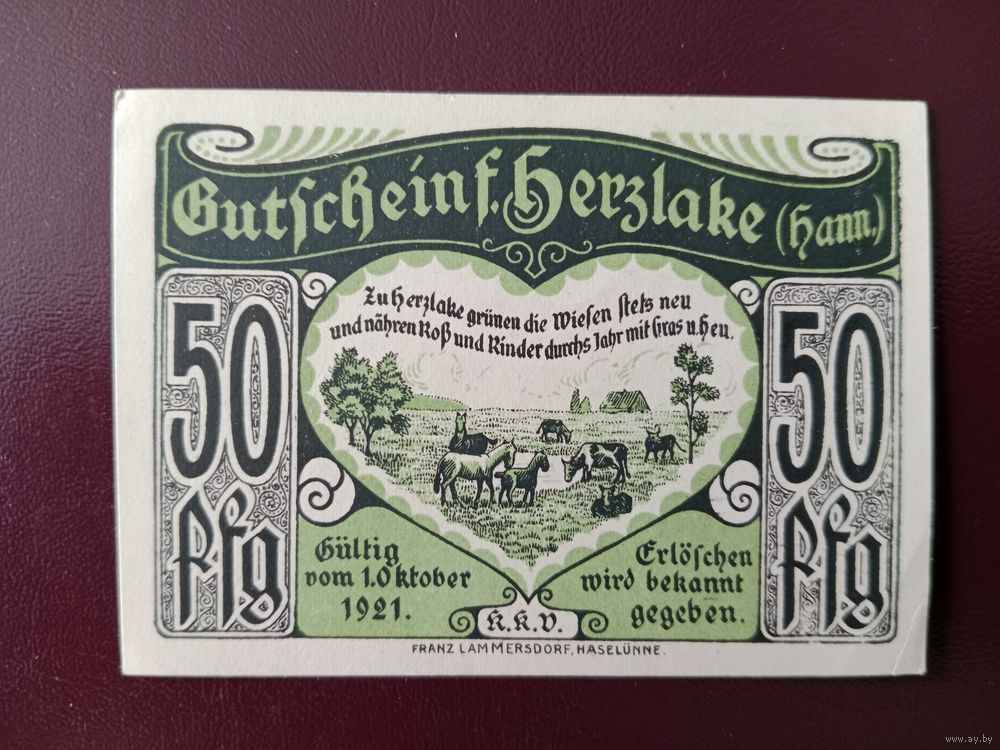 Gutschein f. Herzlake (Hann.)
Zu Herzlake grünen die Wiesen stets neu
und nähren Roß und Rinder durchs Jahr mit Gras u. Heu.
50
Pfg
50
Pfg
Gültig
vom 1. Oktober
1921.
Erlöschen
wird bekannt
gegeben.
K.K.V.
FRANZ LAMMERSDORF, HASELÜNNE.
www.ay.by